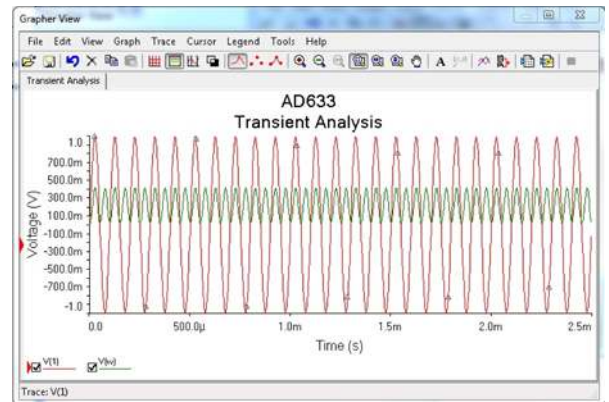 Grapher View
File Edit View Graph Trace Cursor Legend Tools Help
Transient Analysis
AD633
Transient Analysis
Voltage (V)
1.0
700.0m
500.0m
300.0m
100.0m
-100.0m
-300.0m
-500.0m
-700.0m
-1.0
0.0 500.0µ 1.0m 1.5m 2.0m 2.5m
Time (s)
V(1) V(w)
Trace: V(1)